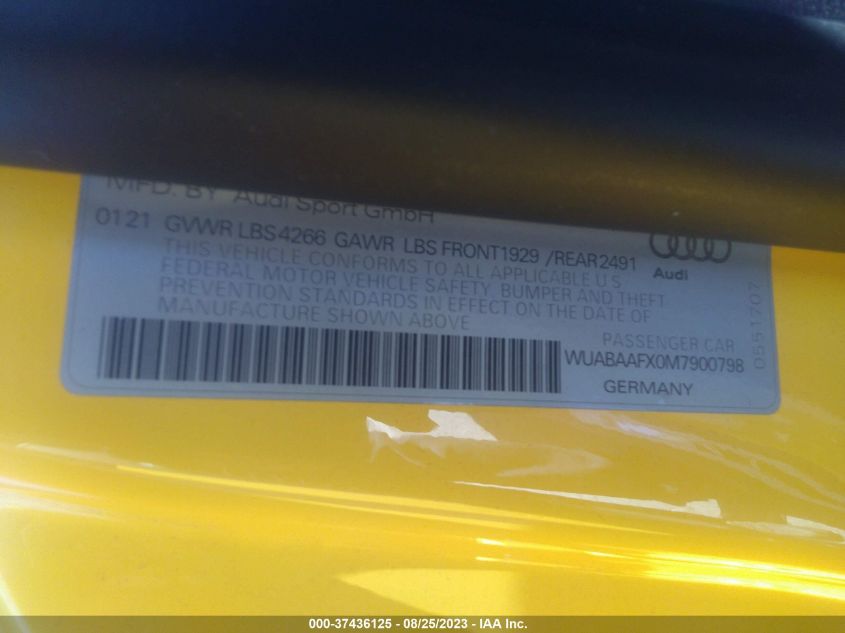 MFD. BY Audi Sport GmbH
0121 GVWR LBS 4266 GAWR LBS FRONT1929 /REAR2491
THIS VEHICLE CONFORMS TO ALL APPLICABLE U S
FEDERAL MOTOR VEHICLE SAFETY, BUMPER AND THEFT
PREVENTION STANDARDS IN EFFECT ON THE DATE OF
MANUFACTURE SHOWN ABOVE
Audi
PASSENGER CAR
WUABAAFX0M7900798
GERMANY
0551707
000-37436125 - 08/25/2023 - IAA Inc.